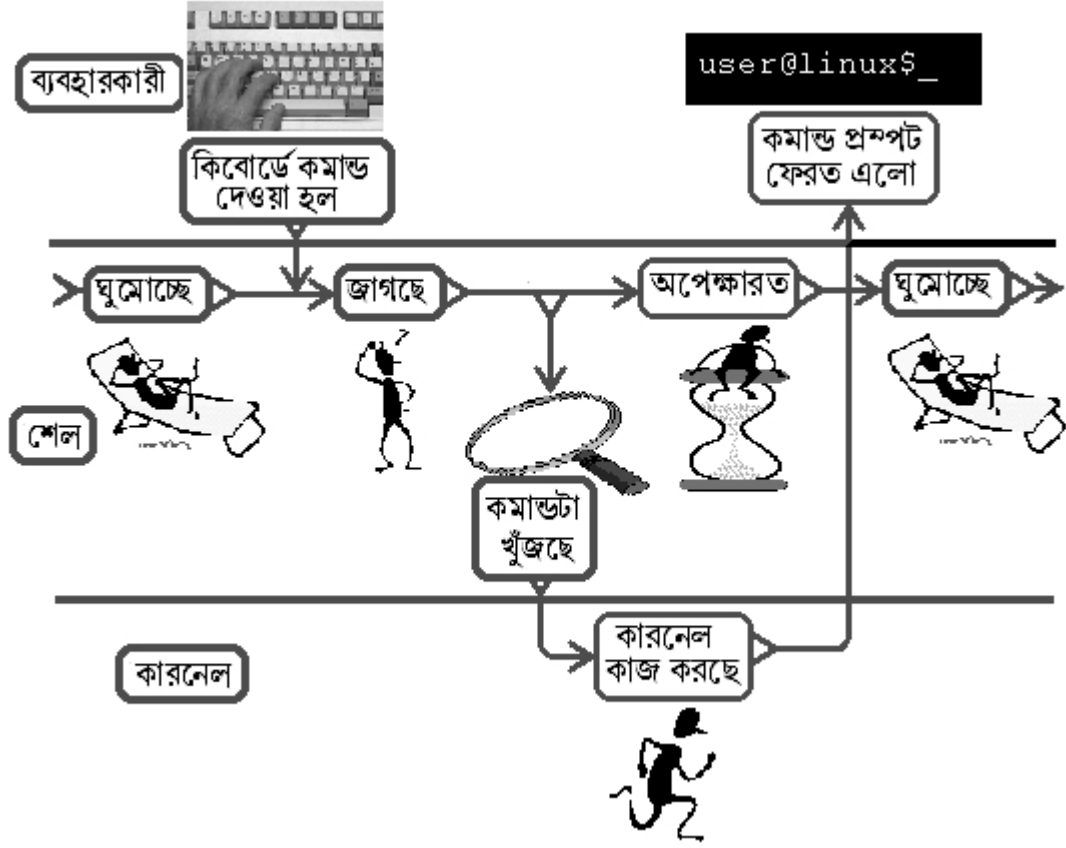 ব্যবহারকারী
user@linux$_
কিবোর্ডে কমান্ড
দেওয়া হল
কমান্ড প্রম্পট
ফেরত এলো
ঘুমোচ্ছে
জাগছে
অপেক্ষারত
ঘুমোচ্ছে
শেল
কমান্ডটা
খুঁজছে
কারনেল
কারনেল
কাজ করছে